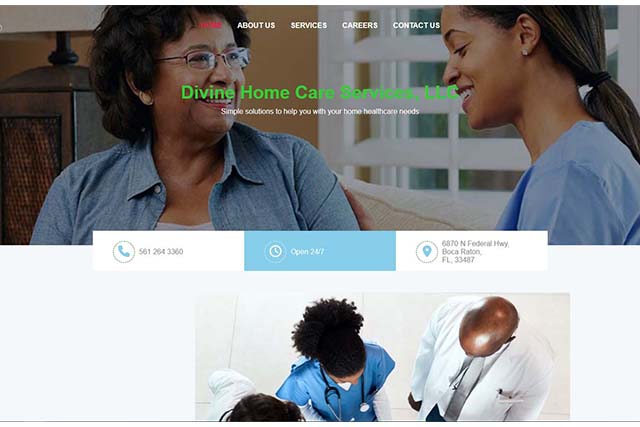 HOME ABOUT US SERVICES CAREERS CONTACT US
Divine Home Care Services, LLC
Simple solutions to help you with your home healthcare needs
561 264 3360
Open 24/7
6870 N Federal Hwy,
Boca Raton,
FL, 33487